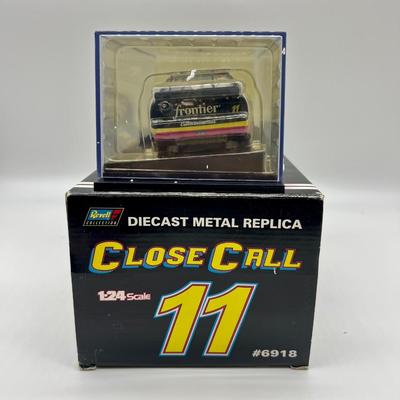 frontier 11
Revell DIECAST METAL REPLICA
COLLECTION
CLOSE CALL
1:24 Scale
11
#6918